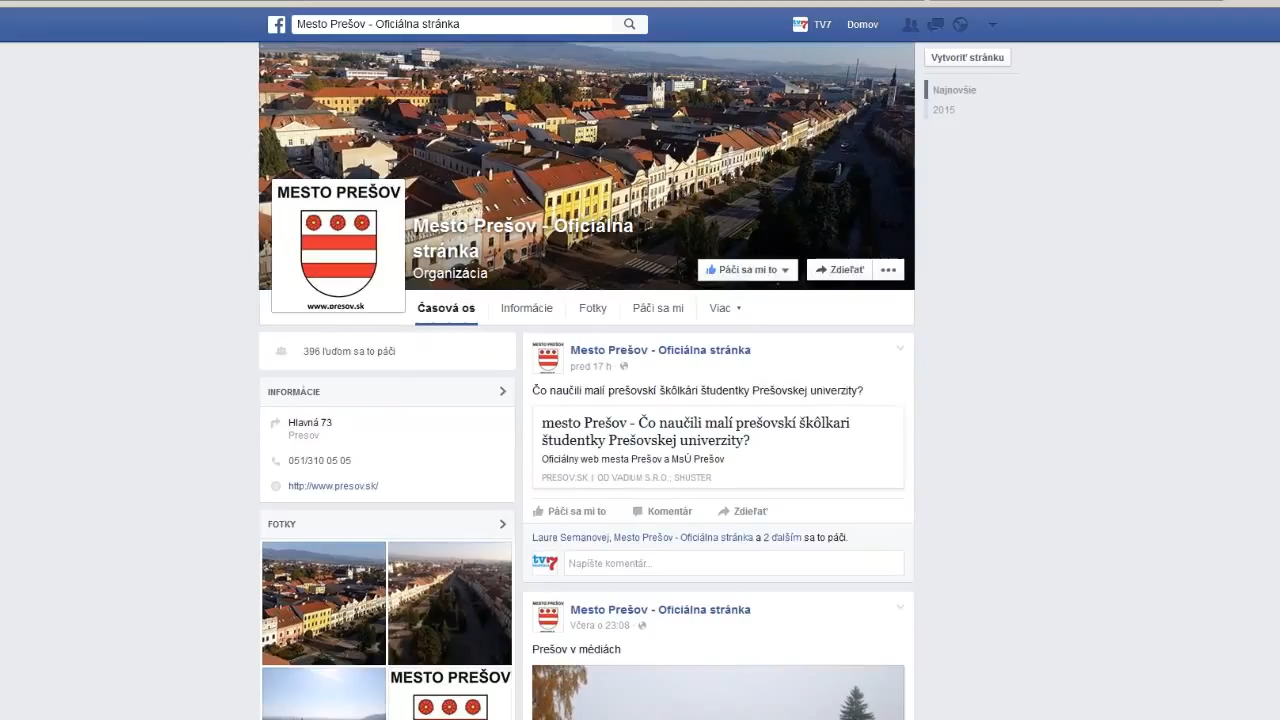 Mesto Prešov - Oficiálna stránka
TV7
Domov
Vytvoriť stránku
Najnovšie
2015
MESTO PREŠOV
www.presov.sk
Mesto Prešov - Oficiálna
stránka
Organizácia
Páči sa mi to
Zdieľať
Časová os
Informácie
Fotky
Páči sa mi
Viac
396 ľuďom sa to páči
INFORMÁCIE
Hlavná 73
Presov
051/310 05 05
http://www.presov.sk/
FOTKY
MESTO PREŠOV
MESTO PREŠOV
Mesto Prešov - Oficiálna stránka
pred 17 h
Čo naučili malí prešovskí škôlkári študentky Prešovskej univerzity?
mesto Prešov - Čo naučili malí prešovskí škôlkari
študentky Prešovskej univerzity?
Oficiálny web mesta Prešov a MsÚ Prešov
PRESOV.SK | OD VADIUM S.R.O.; SHUSTER
Páči sa mi to
Komentár
Zdieľať
Laure Semanovej, Mesto Prešov - Oficiálna stránka a 2 ďalším sa to páči.
tv7
Napíšte komentár...
MESTO PREŠOV
Mesto Prešov - Oficiálna stránka
Včera o 23:08
Prešov v médiách